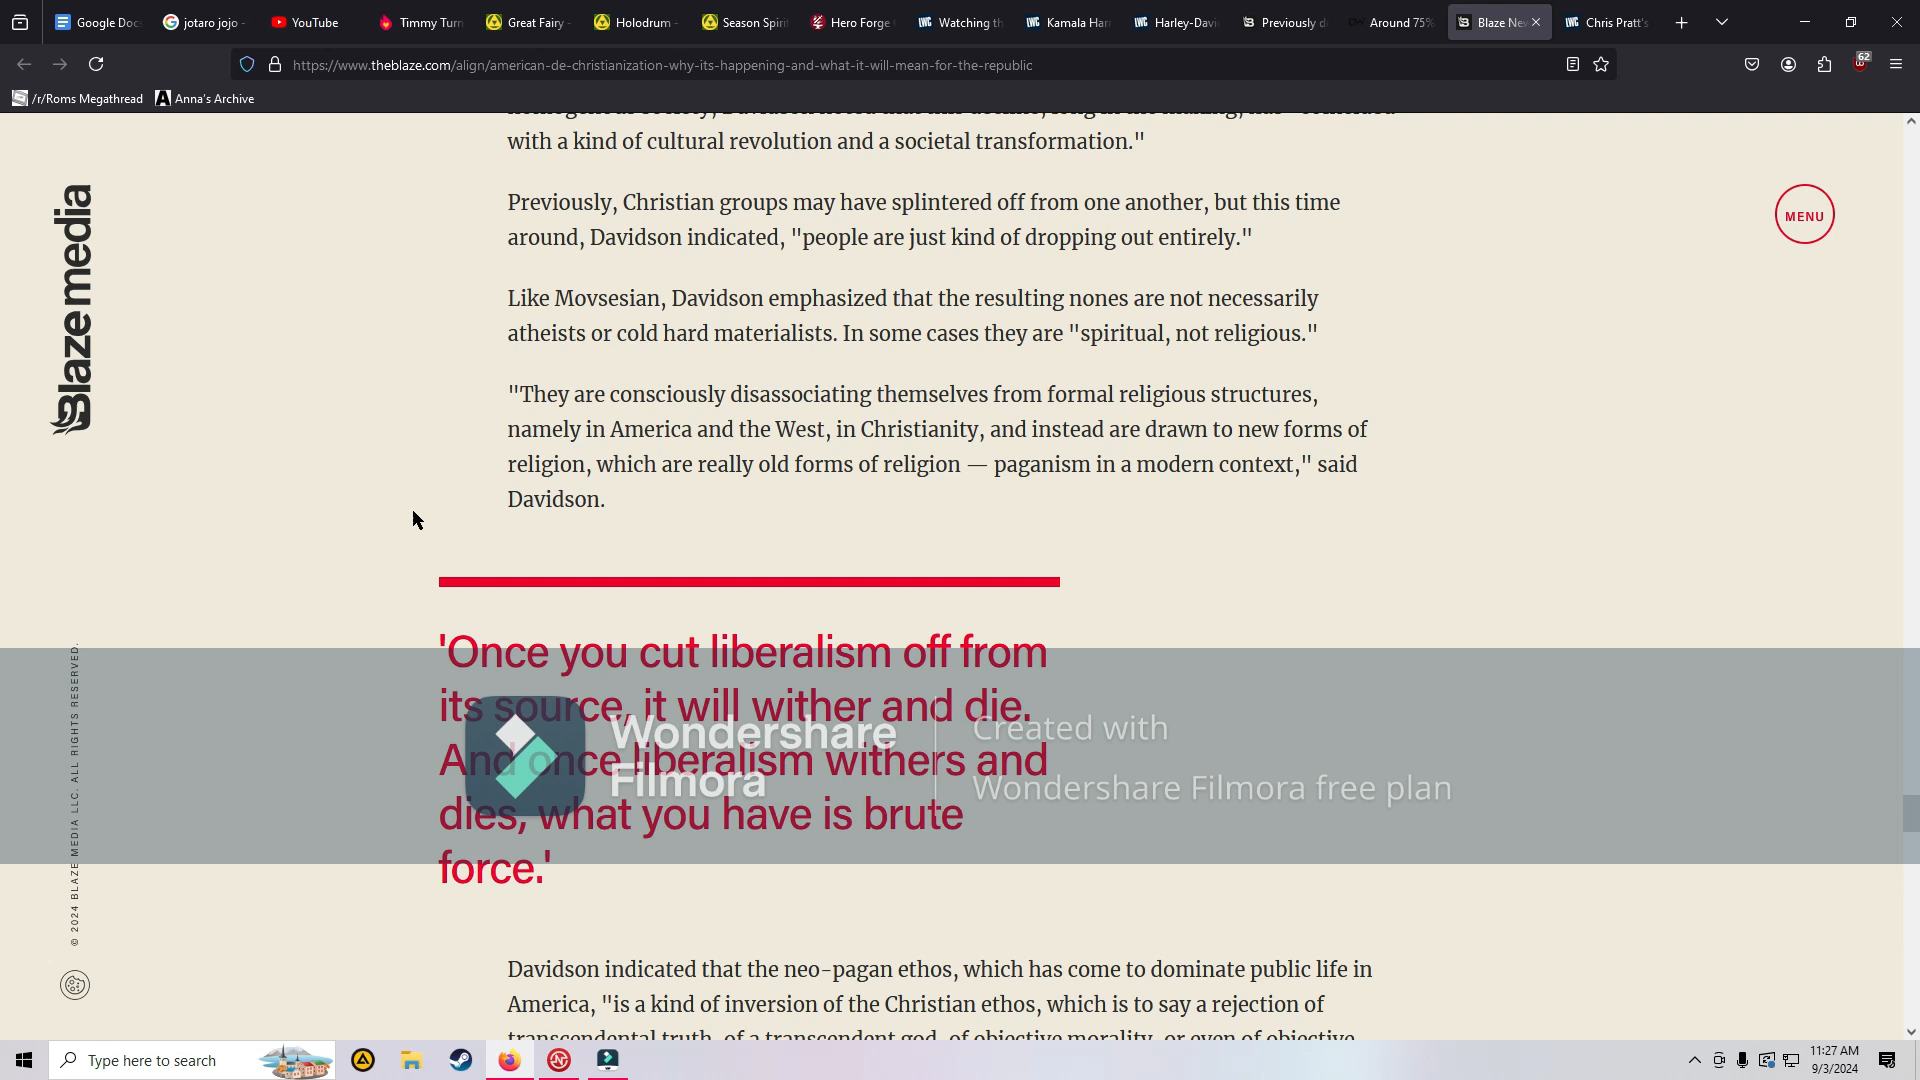 Google Doc
jotaro jojo -
YouTube
Timmy Turn
Great Fairy -
Holodrum -
Season Spirit
Hero Forge
Watching th
Kamala Har
Harley-Davi
Previously d
Around 75%
Blaze Ne
Chris Pratt's
https://www.theblaze.com/align/american-de-christianization-why-its-happening-and-what-it-will-mean-for-the-republic
62
/r/Roms Megathread
Anna's Archive
with a kind of cultural revolution and a societal transformation."
Previously, Christian groups may have splintered off from one another, but this time
around, Davidson indicated, "people are just kind of dropping out entirely."
Like Movsesian, Davidson emphasized that the resulting nones are not necessarily
atheists or cold hard materialists. In some cases they are "spiritual, not religious."
"They are consciously disassociating themselves from formal religious structures,
namely in America and the West, in Christianity, and instead are drawn to new forms of
religion, which are really old forms of religion — paganism in a modern context," said
Davidson.
'Once you cut liberalism off from
its source, it will wither and die.
And once liberalism withers and
dies, what you have is brute
force.'
Davidson indicated that the neo-pagan ethos, which has come to dominate public life in
America, "is a kind of inversion of the Christian ethos, which is to say a rejection of
transcendental truth, of a transcendent god, of objective morality, or even of objective
Blaze media
© 2024 BLAZE MEDIA LLC. ALL RIGHTS RESERVED.
MENU
Wondershare
Filmora
Created with
Wondershare Filmora free plan
Type here to search
11:27 AM
9/3/2024